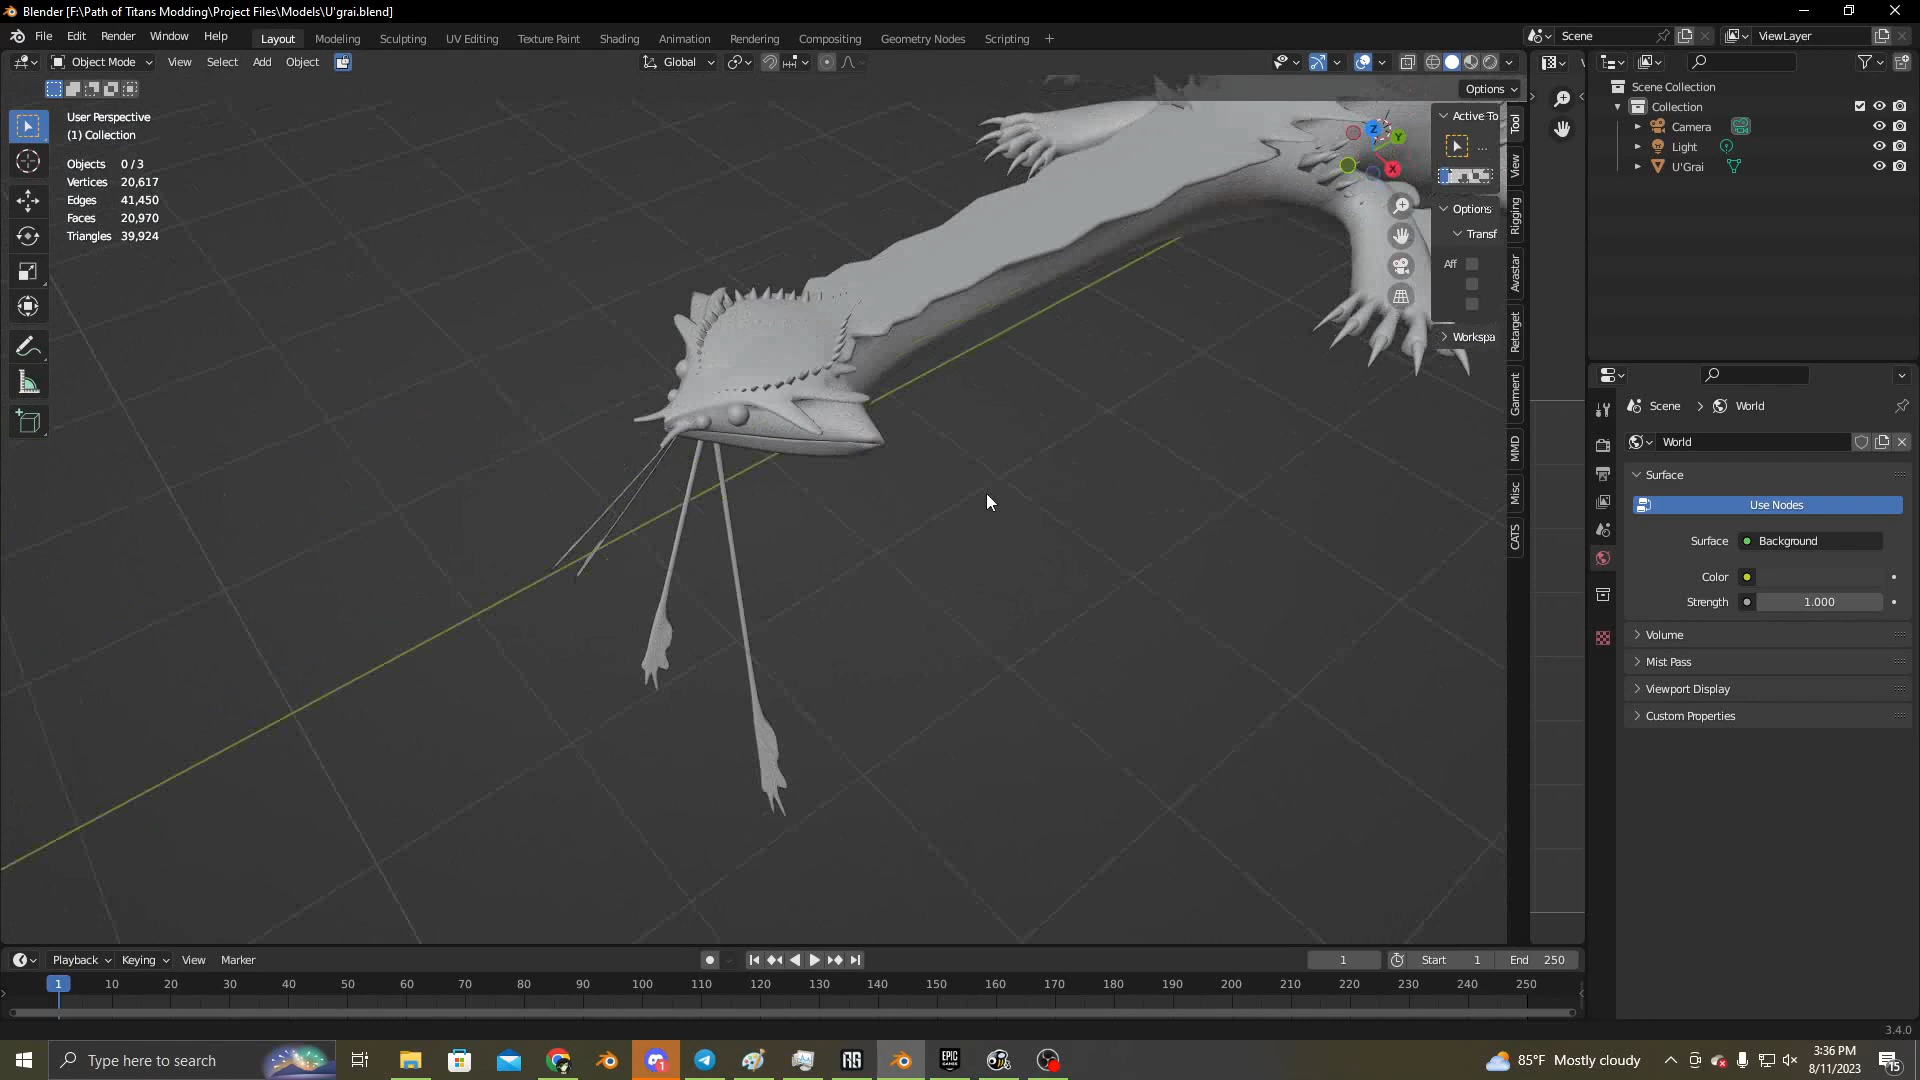 Blender [F:\Path of Titans Modding\Project Files\Models\U'grai.blend]
File Edit Render Window Help Layout Modeling Sculpting UV Editing Texture Paint Shading Animation Rendering Compositing Geometry Nodes Scripting + Scene ViewLayer
Object Mode View Select Add Object Global
Options
User Perspective
(1) Collection
Objects 0 / 3
Vertices 20,617
Edges 41,450
Faces 20,970
Triangles 39,924
Z
Y
X
Active To
...
Options
Transf
Aff
Workspa
Tool
View
Rigging
Avastar
Retarget
Garment
MMD
Misc
CATS
Scene Collection
Collection
Camera
Light
U'Grai
Scene > World
World
Surface
Use Nodes
Surface Background
Color
Strength 1.000
Volume
Mist Pass
Viewport Display
Custom Properties
Playback Keying View Marker 1 Start 1 End 250
1 10 20 30 40 50 60 70 80 90 100 110 120 130 140 150 160 170 180 190 200 210 220 230 240 250
3.4.0
Type here to search
1
RG
EPIC
GAMES
85°F Mostly cloudy
3:36 PM
8/11/2023
15